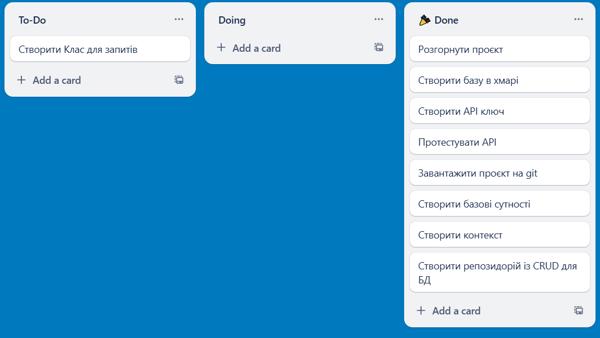 To-Do
Створити Клас для запитів
Add a card
Doing
Add a card
Done
Розгорнути проєкт
Створити базу в хмарі
Створити API ключ
Протестувати API
Завантажити проєкт на git
Створити базові сутності
Створити контекст
Створити репозидорій із CRUD для
БД
Add a card